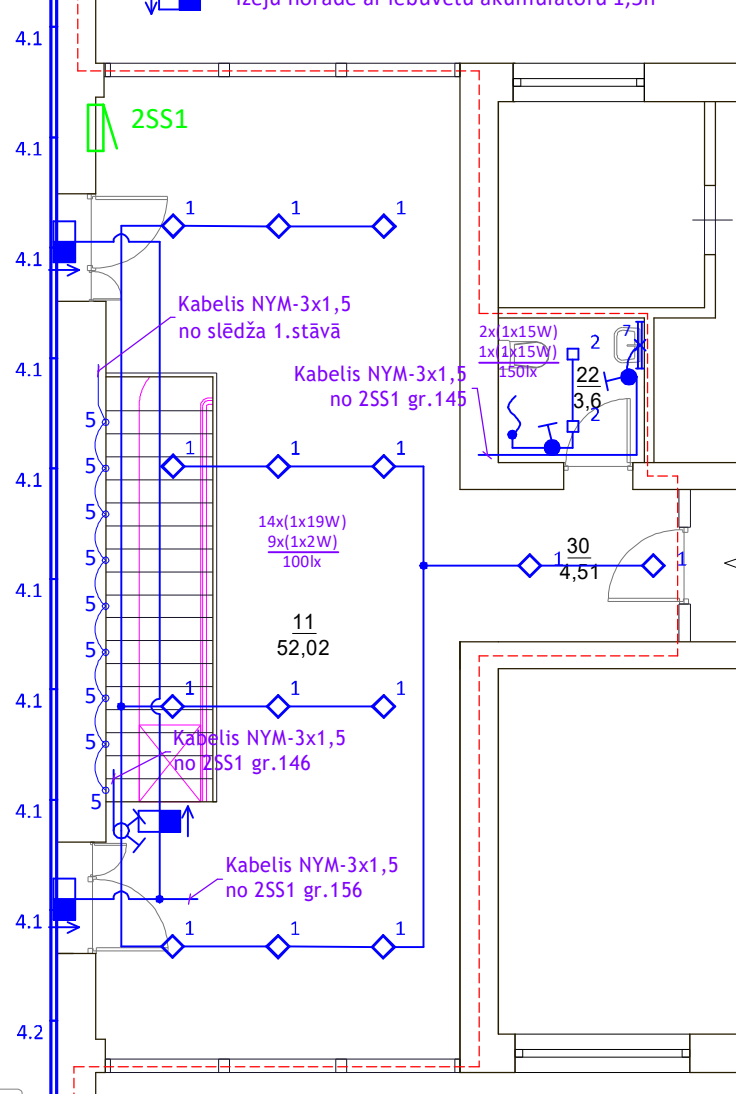 izeju norāde ar iebūvētu akumulatoru 1,5h
4.1
2SS1
4.1
1 1 1
4.1
Kabelis NYM-3x1,5
no slēdža 1.stāvā
2x(1x15W)
1x(1x15W)
150lx
2
7
4.1
Kabelis NYM-3x1,5
no 2SS1 gr.145
22
3,6
2
5
1 1 1
5
4.1
5
14x(1x19W)
9x(1x2W)
100lx
5
30
4,51
1
1
4.1
5
11
52,02
5
5
1 1 1
4.1
5
Kabelis NYM-3x1,5
no 2SS1 gr.146
5
4.1
Kabelis NYM-3x1,5
no 2SS1 gr.156
4.1
1 1 1
4.2